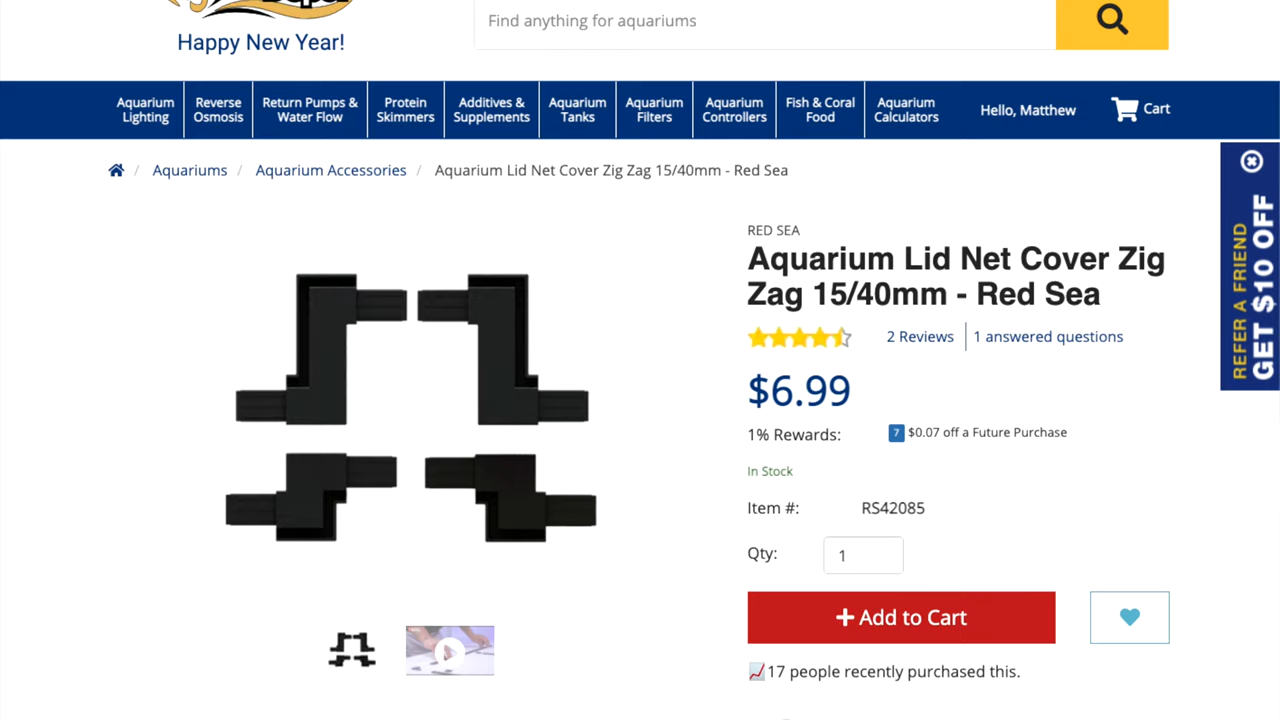 Happy New Year!
Find anything for aquariums
Aquarium Lighting
Reverse Osmosis
Return Pumps & Water Flow
Protein Skimmers
Additives & Supplements
Aquarium Tanks
Aquarium Filters
Aquarium Controllers
Fish & Coral Food
Aquarium Calculators
Hello, Matthew
Cart
/ Aquariums / Aquarium Accessories / Aquarium Lid Net Cover Zig Zag 15/40mm - Red Sea
REFER A FRIEND
GET $10 OFF
RED SEA
Aquarium Lid Net Cover Zig
Zag 15/40mm - Red Sea
2 Reviews
1 answered questions
$6.99
1% Rewards:
7
$0.07 off a Future Purchase
In Stock
Item #:
RS42085
Qty:
1
Add to Cart
17 people recently purchased this.